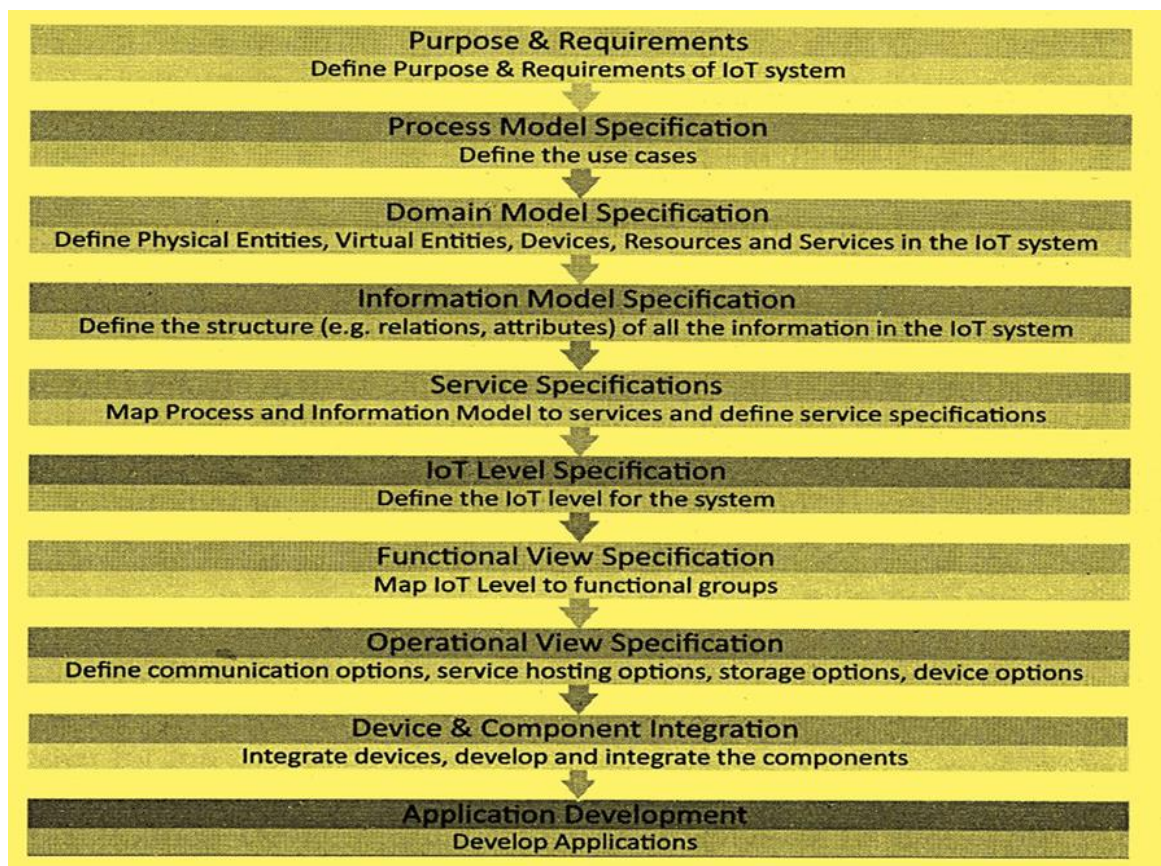 Purpose & Requirements
Define Purpose & Requirements of IoT system
Process Model Specification
Define the use cases
Domain Model Specification
Define Physical Entities, Virtual Entities, Devices, Resources and Services in the IoT system
Information Model Specification
Define the structure (e.g. relations, attributes) of all the information in the IoT system
Service Specifications
Map Process and Information Model to services and define service specifications
IoT Level Specification
Define the IoT level for the system
Functional View Specification
Map IoT Level to functional groups
Operational View Specification
Define communication options, service hosting options, storage options, device options
Device & Component Integration
Integrate devices, develop and integrate the components
Application Development
Develop Applications